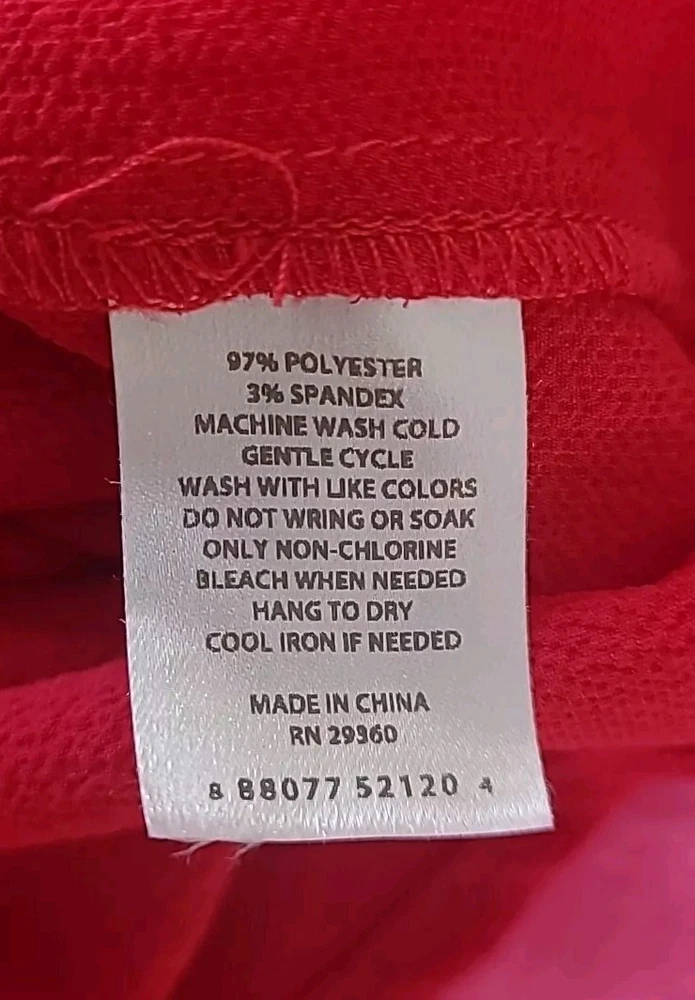 97% POLYESTER
3% SPANDEX
MACHINE WASH COLD
GENTLE CYCLE
WASH WITH LIKE COLORS
DO NOT WRING OR SOAK
ONLY NON-CHLORINE
BLEACH WHEN NEEDED
HANG TO DRY
COOL IRON IF NEEDED
MADE IN CHINA
RN 29360
8 88077 52120 4